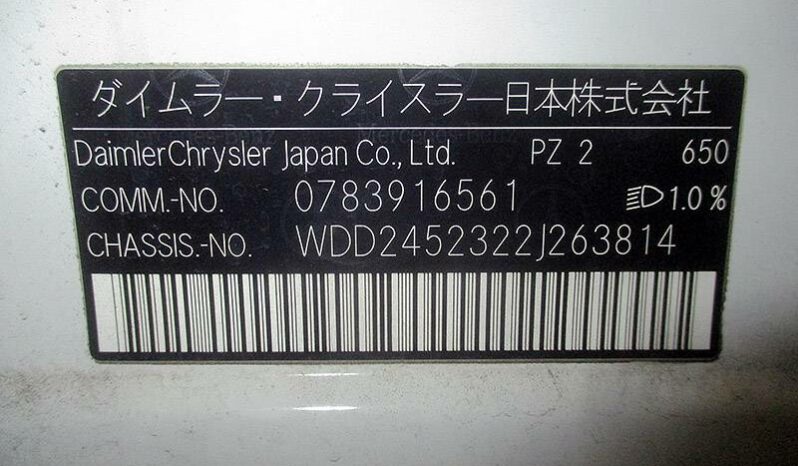 ダイムラー・クライスラー日本株式会社
DaimlerChrysler Japan Co., Ltd. PZ 2 650
COMM.-NO. 0783916561 1.0 %
CHASSIS.-NO. WDD2452322J263814